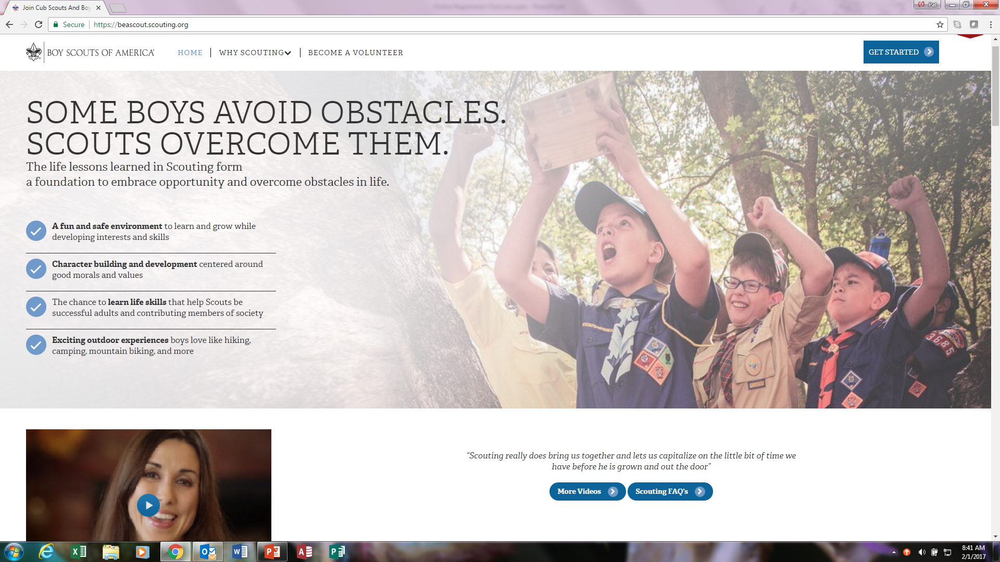 Join Cub Scouts And Boy
Pat
Secure
https://beascout.scouting.org
BOY SCOUTS OF AMERICA
HOME
WHY SCOUTING
BECOME A VOLUNTEER
GET STARTED
SOME BOYS AVOID OBSTACLES.
SCOUTS OVERCOME THEM.
The life lessons learned in Scouting form
a foundation to embrace opportunity and overcome obstacles in life.
A fun and safe environment to learn and grow while
developing interests and skills
Character building and development centered around
good morals and values
The chance to learn life skills that help Scouts be
successful adults and contributing members of society
Exciting outdoor experiences boys love like hiking,
camping, mountain biking, and more
3685
“Scouting really does bring us together and lets us capitalize on the little bit of time we
have before he is grown and out the door”
More Videos
Scouting FAQ's
8:41 AM
2/1/2017